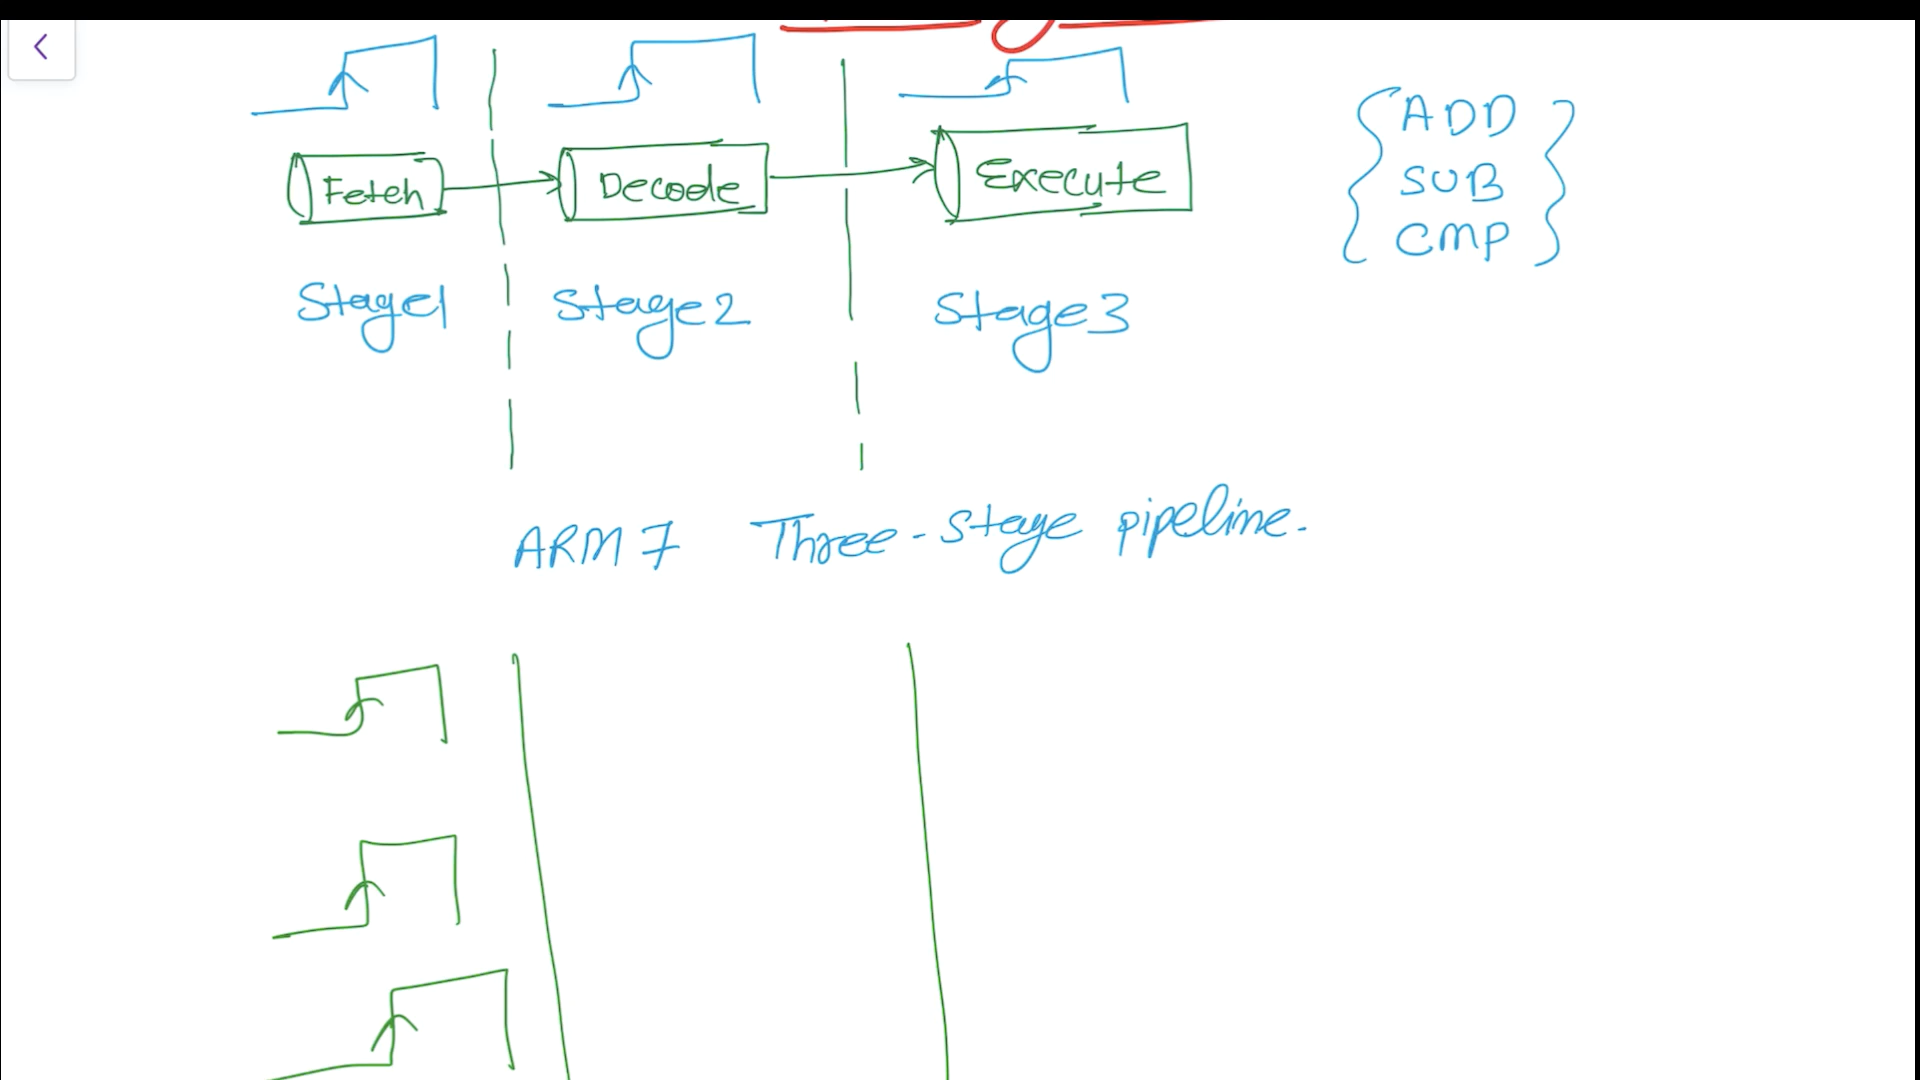 Fetch Decode Execute
Stage1 Stage2 Stage3
ADD
SUB
CMP
ARM 7 Three-stage pipeline.